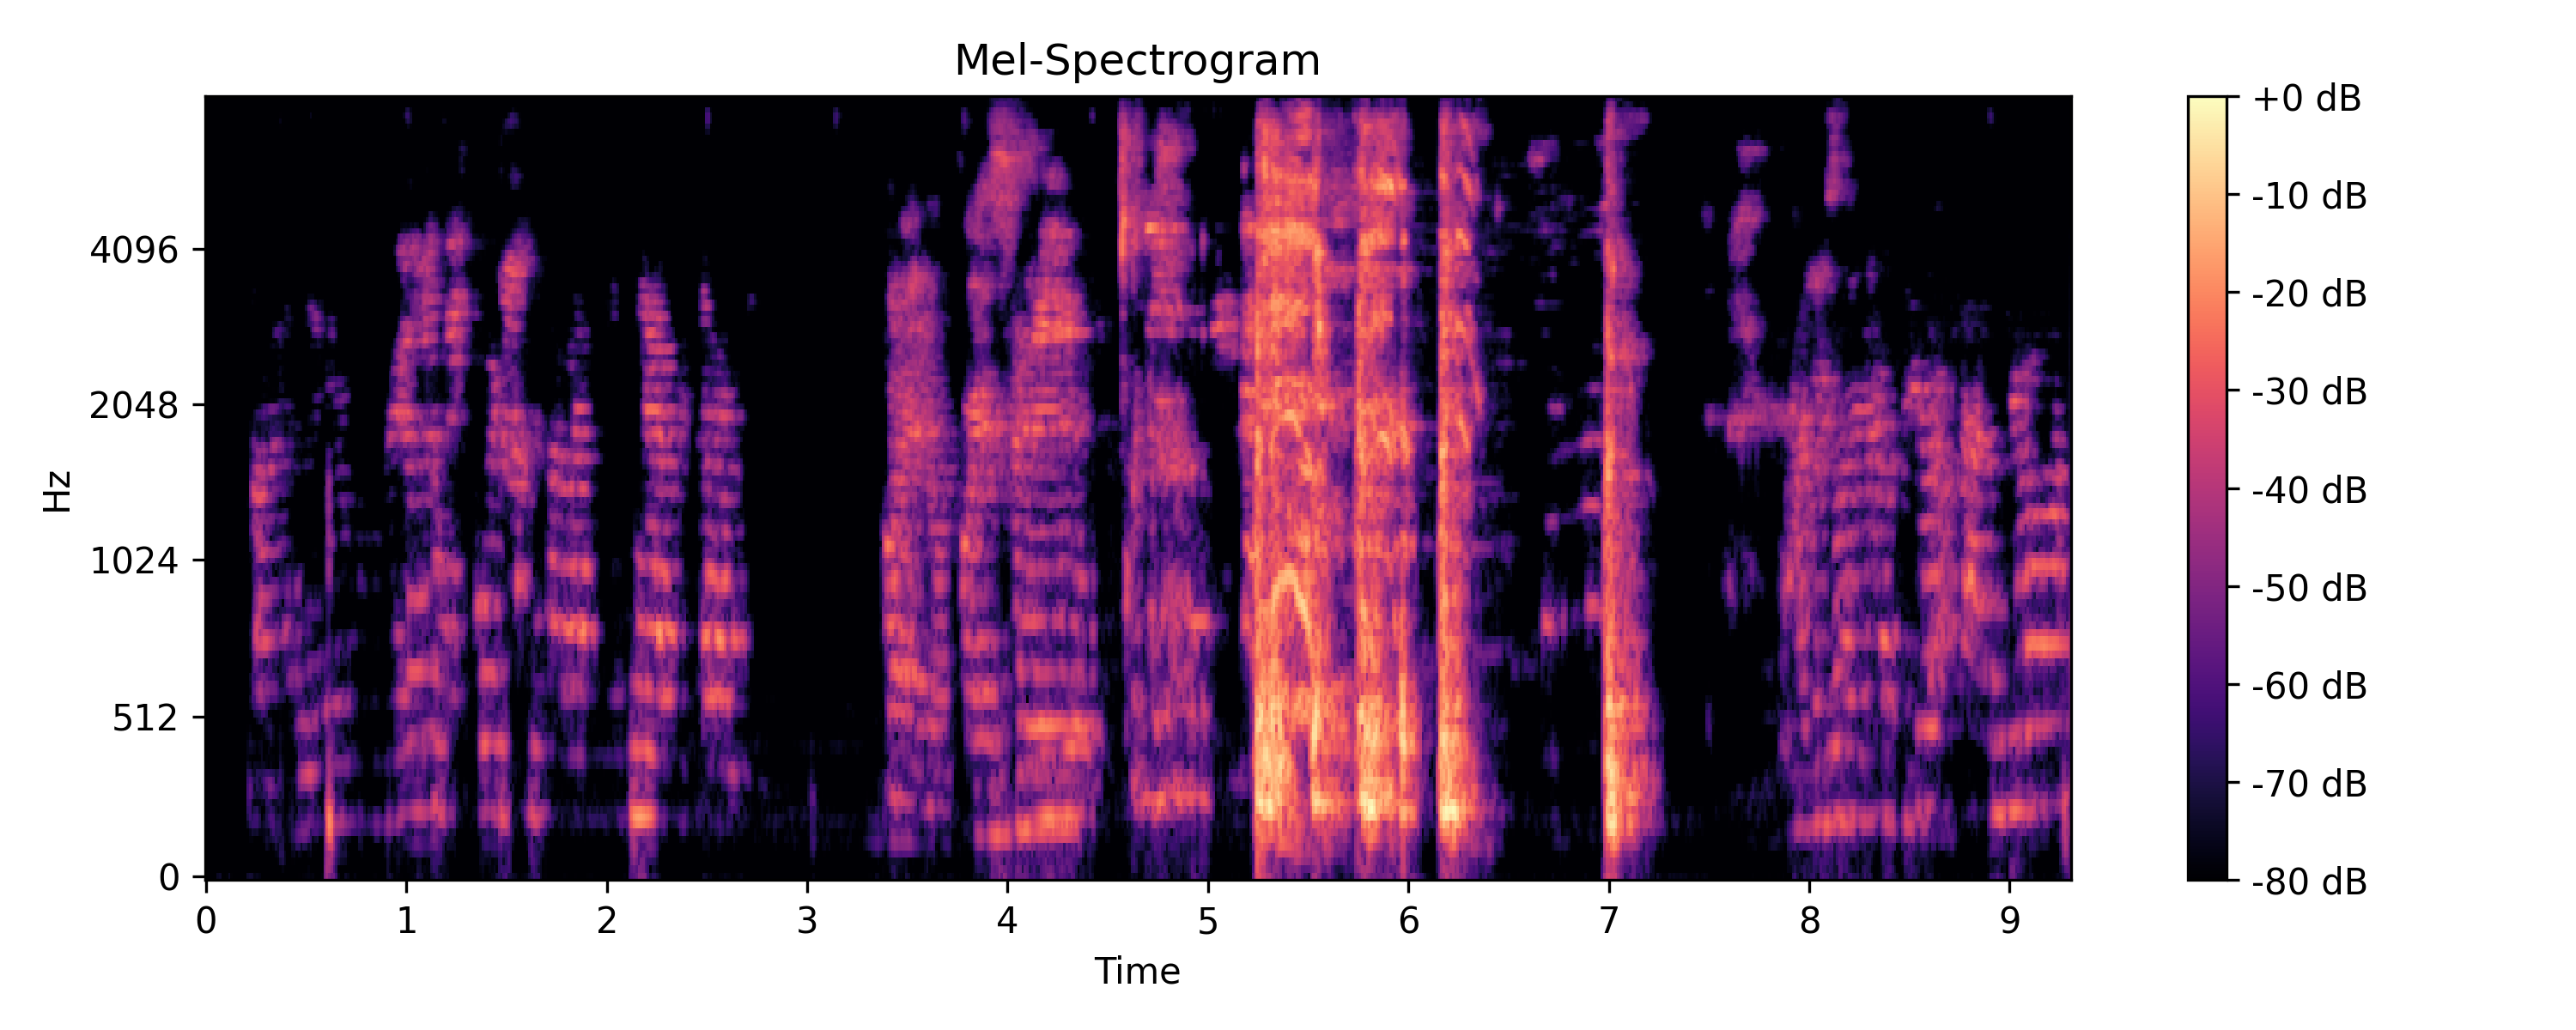 Mel-Spectrogram
+0 dB
-10 dB
-20 dB
-30 dB
-40 dB
-50 dB
-60 dB
-70 dB
-80 dB
Hz
4096
2048
1024
512
0
0 1 2 3 4 5 6 7 8 9
Time